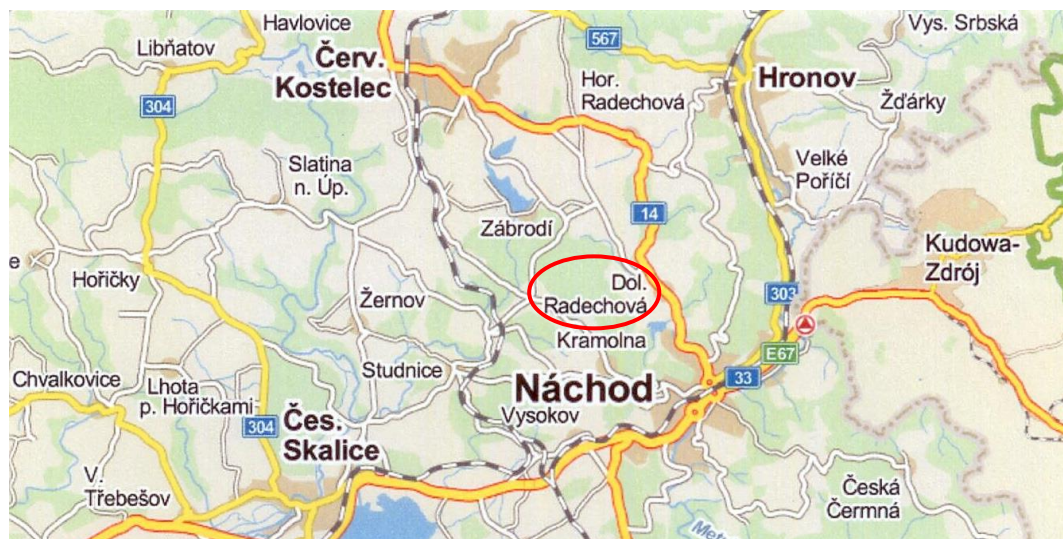 Havlovice
Libňatov
Červ.
Kostelec
567
Vys. Srbská
Hor.
Radechová
Hronov
304
Žďárky
Slatina
n. Úp.
Velké
Poříčí
14
Zábrodí
Kudowa-
Zdrój
e
Hořičky
Dol.
Radechová
Žernov
303
Kramolna
E67
Studnice
33
Chvalkovice
Lhota
p. Hořičkami
Náchod
Vysokov
304
Čes.
Skalice
V.
Třebešov
Česká
Čermná
Met